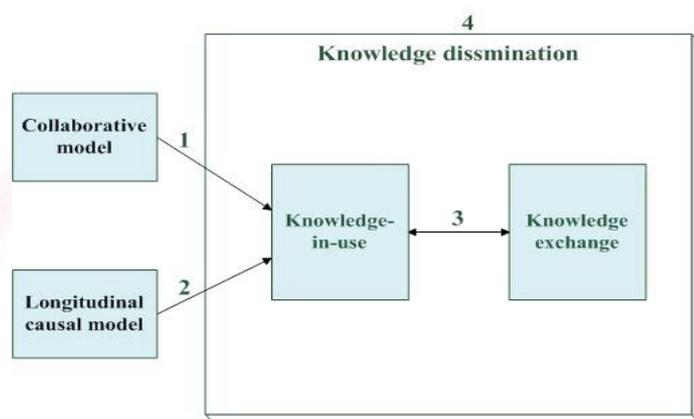 4
Knowledge dissmination
Collaborative
model
1
Knowledge-
in-use
3
Knowledge
exchange
2
Longitudinal
causal model